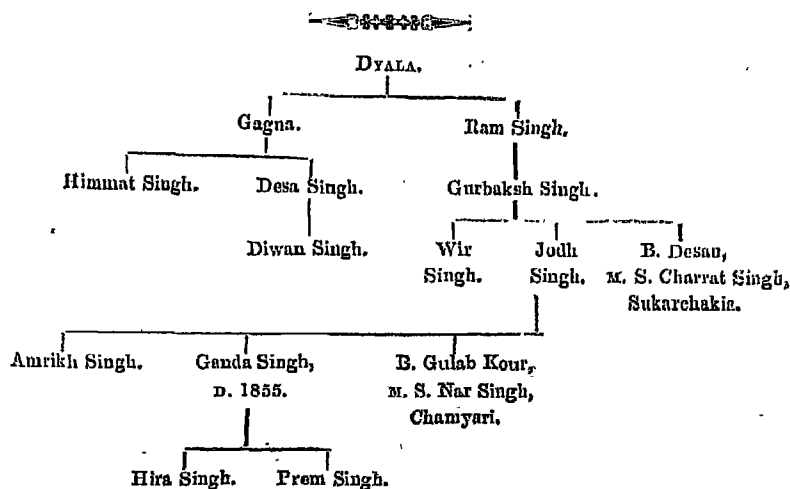 DYALA.
Gagna. Ram Singh.
Himmat Singh. Desa Singh. Gurbaksh Singh.
Diwan Singh. Wir Jodh B. Desan,
Singh. Singh. M. S. Charrat Singh,
Sukarchakia.
Amrikh Singh. Ganda Singh, B. Gulab Kour,
D. 1855. M. S. Nar Singh,
Chamyari.
Hira Singh. Prem Singh.